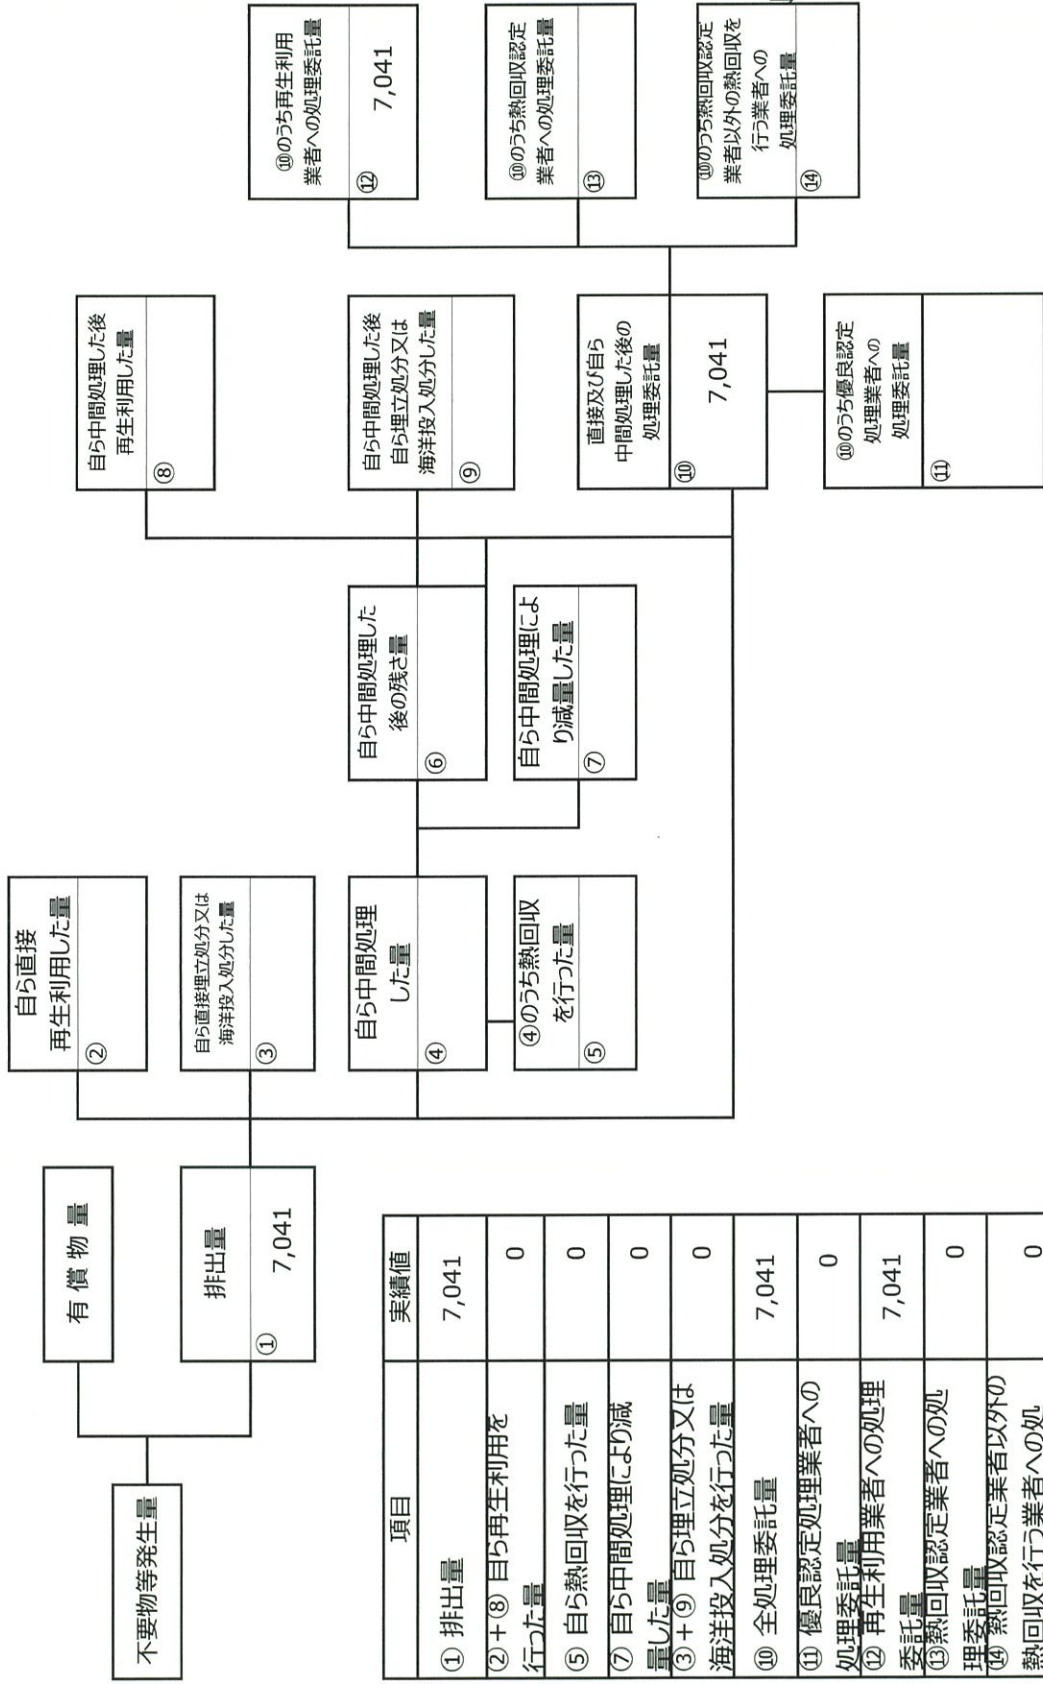 不要物等発生量
有 償 物 量
排出量
①
7,041
自ら直接
再生利用した量
②
自ら直接埋立処分又は
海洋投入処分した量
③
自ら中間処理
した量
④
④のうち熱回収
を行った量
⑤
自ら中間処理した
後の残さ量
⑥
自ら中間処理によ
り減量した量
⑦
自ら中間処理した後
再生利用した量
⑧
自ら中間処理した後
自ら埋立処分又は
海洋投入処分した量
⑨
直接及び自ら
中間処理した後の
処理委託量
⑩
7,041
⑩のうち優良認定
処理業者への
処理委託量
⑪
⑩のうち再生利用
業者への処理委託量
⑫
7,041
⑩のうち熱回収認定
業者への処理委託量
⑬
⑩のうち熱回収認定
業者以外の熱回収を
行う業者への
処理委託量
⑭
項目
実績値
① 排出量
7,041
②+⑧ 自ら再生利用を
行った量
0
⑤ 自ら熱回収を行った量
0
⑦ 自ら中間処理により減
量した量
0
③+⑨ 自ら埋立処分又は
海洋投入処分を行った量
0
⑩ 全処理委託量
7,041
⑪ 優良認定処理業者への
処理委託量
0
⑫ 再生利用業者への処理
委託量
7,041
⑬熱回収認定業者への処
理委託量
0
⑭ 熱回収認定業者以外の
熱回収を行う業者への処
0